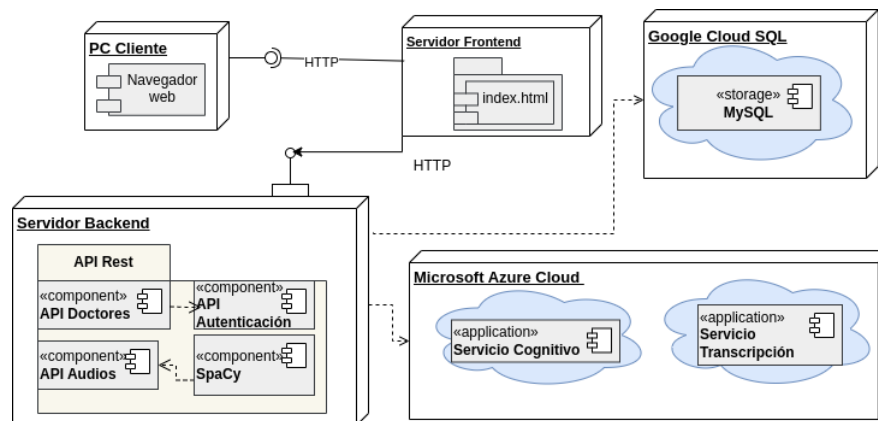 PC Cliente
Navegador
web
HTTP
Servidor Frontend
index.html
Google Cloud SQL
«storage»
MySQL
HTTP
Servidor Backend
API Rest
«component»
API Doctores
«component»
API
Autenticación
«component»
API Audios
«component»
SpaCy
Microsoft Azure Cloud
«application»
Servicio Cognitivo
«application»
Servicio
Transcripción